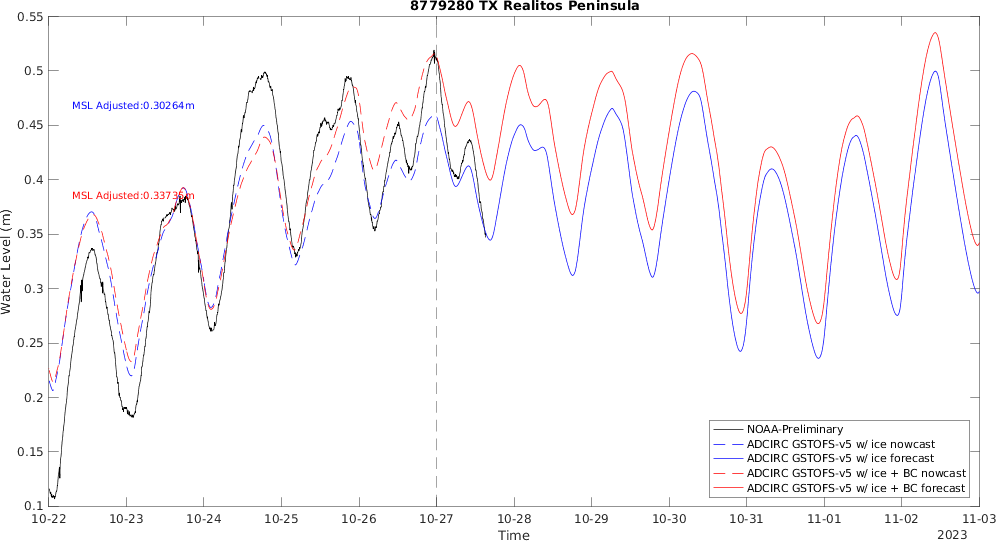 8779280 TX Realitos Peninsula
0.55
0.5
0.45
0.4
0.35
0.3
0.25
0.2
0.15
0.1
Water Level (m)
MSL Adjusted:0.30264m
NOAA-Preliminary
ADCIRC GSTOFS-v5 w/ ice nowcast
ADCIRC GSTOFS-v5 w/ ice forecast
ADCIRC GSTOFS-v5 w/ ice + BC nowcast
ADCIRC GSTOFS-v5 w/ ice + BC forecast
10-22 10-23 10-24 10-25 10-26 10-27 10-28 10-29 10-30 10-31 11-01 11-02 11-03
Time
2023
MSL Adjusted: